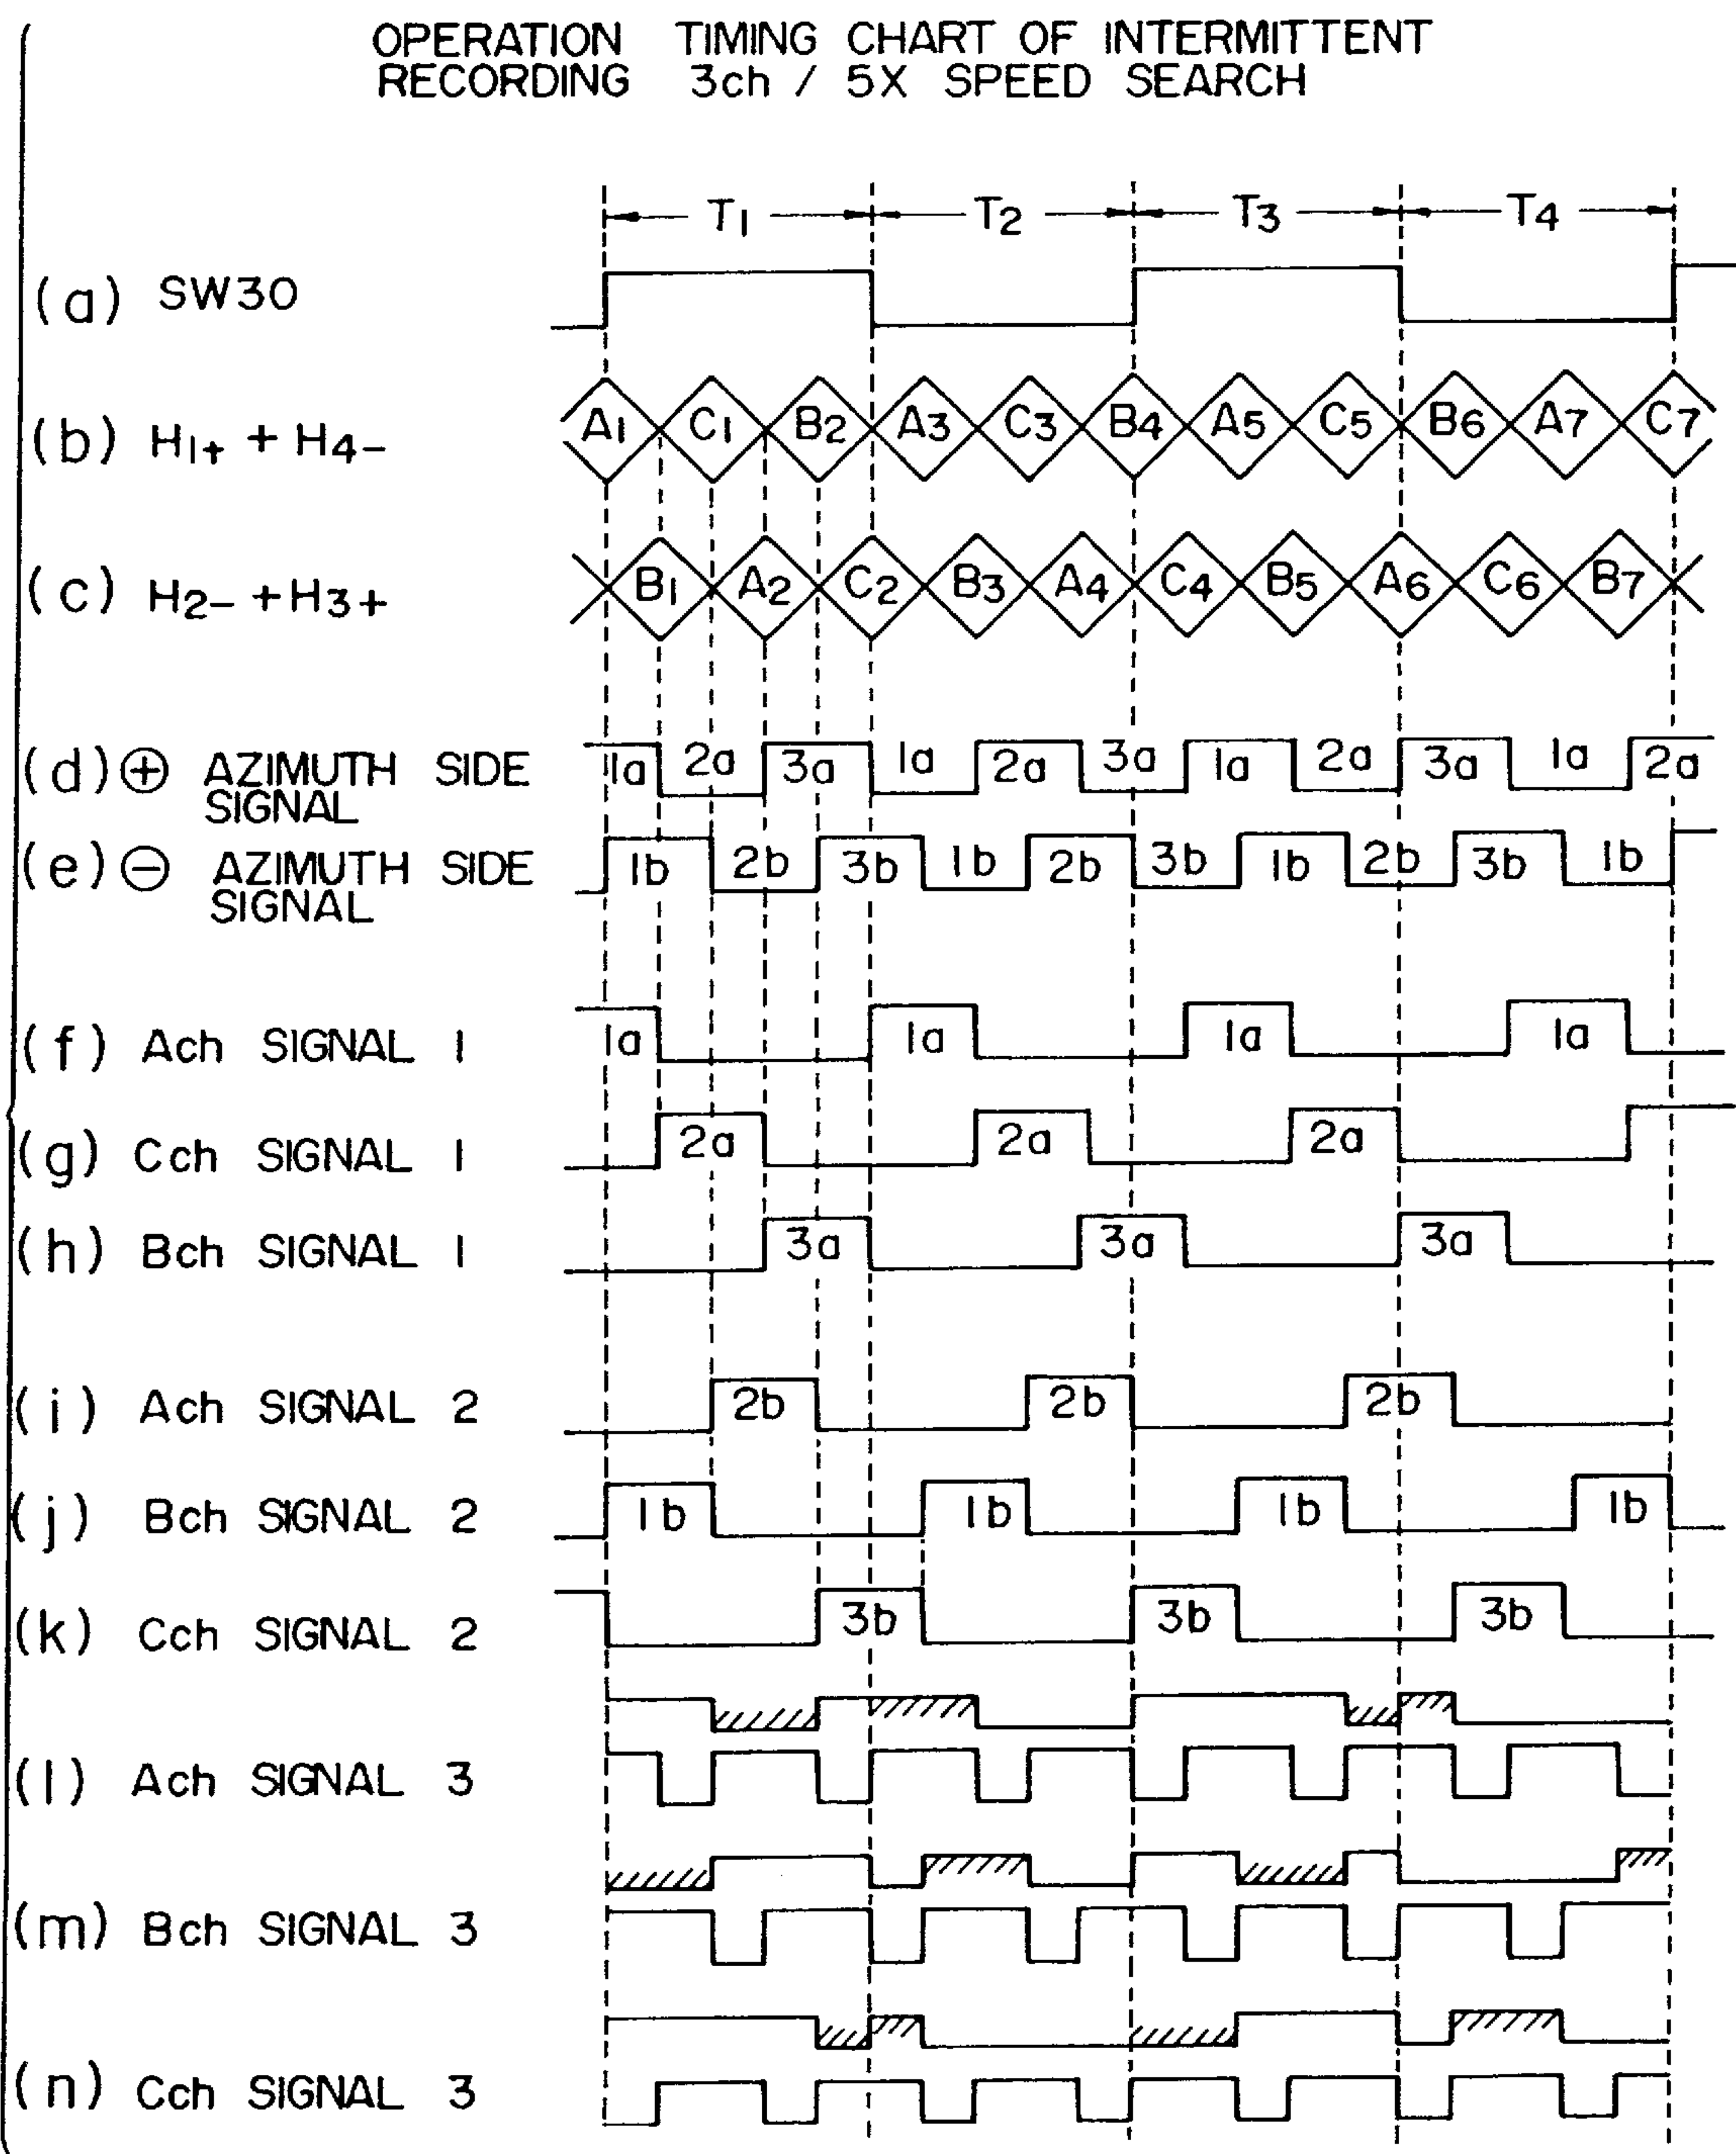 OPERATION TIMING CHART OF INTERMITTENT
RECORDING 3ch / 5X SPEED SEARCH
T1 T2 T3 T4
(a) SW30
(b) H1+ + H4- A1 C1 B2 A3 C3 B4 A5 C5 B6 A7 C7
(c) H2- + H3+ B1 A2 C2 B3 A4 C4 B5 A6 C6 B7
(d) ⊕ AZIMUTH SIDE 1a 2a 3a 1a 2a 3a 1a 2a 3a 1a 2a
SIGNAL
(e) ⊖ AZIMUTH SIDE 1b 2b 3b 1b 2b 3b 1b 2b 3b 1b
SIGNAL
(f) Ach SIGNAL 1 1a 1a 1a 1a
(g) Cch SIGNAL 1 2a 2a 2a
(h) Bch SIGNAL 1 3a 3a 3a
(i) Ach SIGNAL 2 2b 2b 2b
(j) Bch SIGNAL 2 1b 1b 1b 1b
(k) Cch SIGNAL 2 3b 3b 3b
(l) Ach SIGNAL 3
(m) Bch SIGNAL 3
(n) Cch SIGNAL 3